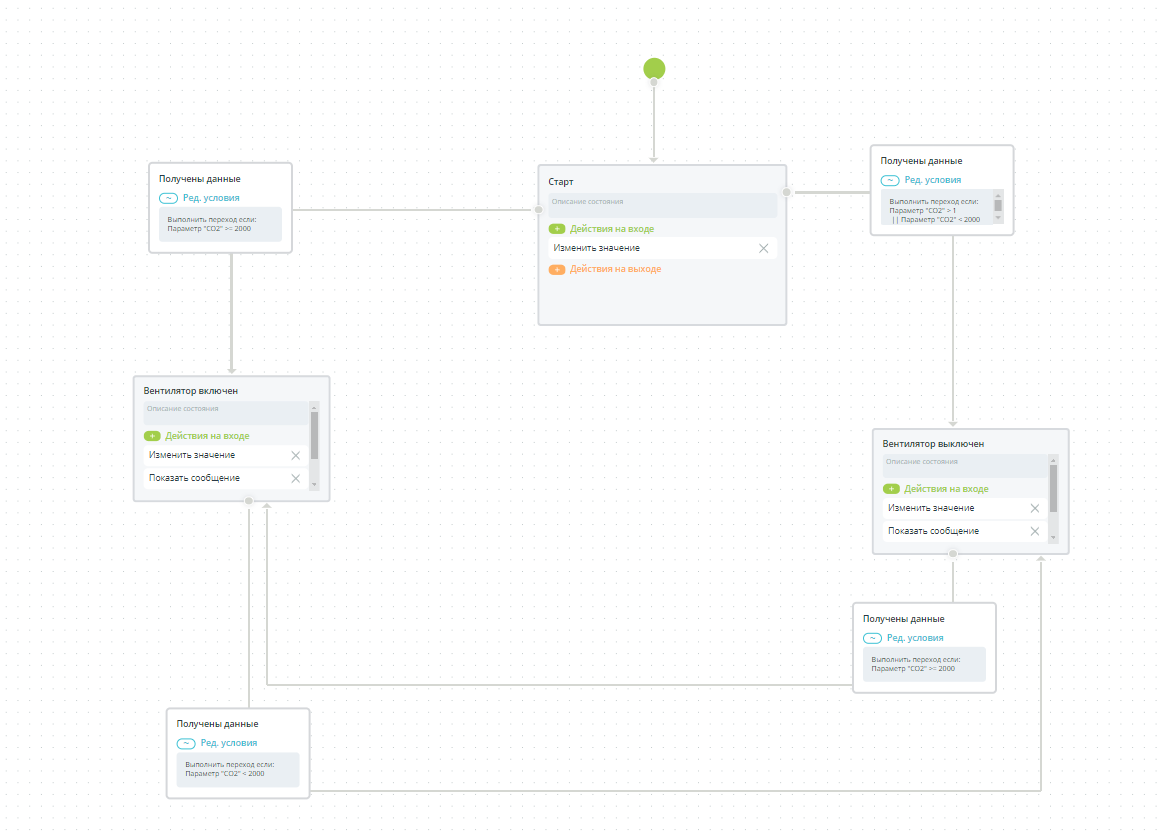 Получены данные
~ Ред. условия
Выполнить переход если:
Параметр "CO2" >= 2000
Старт
Описание состояния
+ Действия на входе
Изменить значение
+ Действия на выходе
Получены данные
~ Ред. условия
Выполнить переход если:
Параметр "CO2" > 1
|| Параметр "CO2" < 2000
Вентилятор включен
Описание состояния
+ Действия на входе
Изменить значение
Показать сообщение
Вентилятор выключен
Описание состояния
+ Действия на входе
Изменить значение
Показать сообщение
Получены данные
~ Ред. условия
Выполнить переход если:
Параметр "CO2" >= 2000
Получены данные
~ Ред. условия
Выполнить переход если:
Параметр "CO2" < 2000